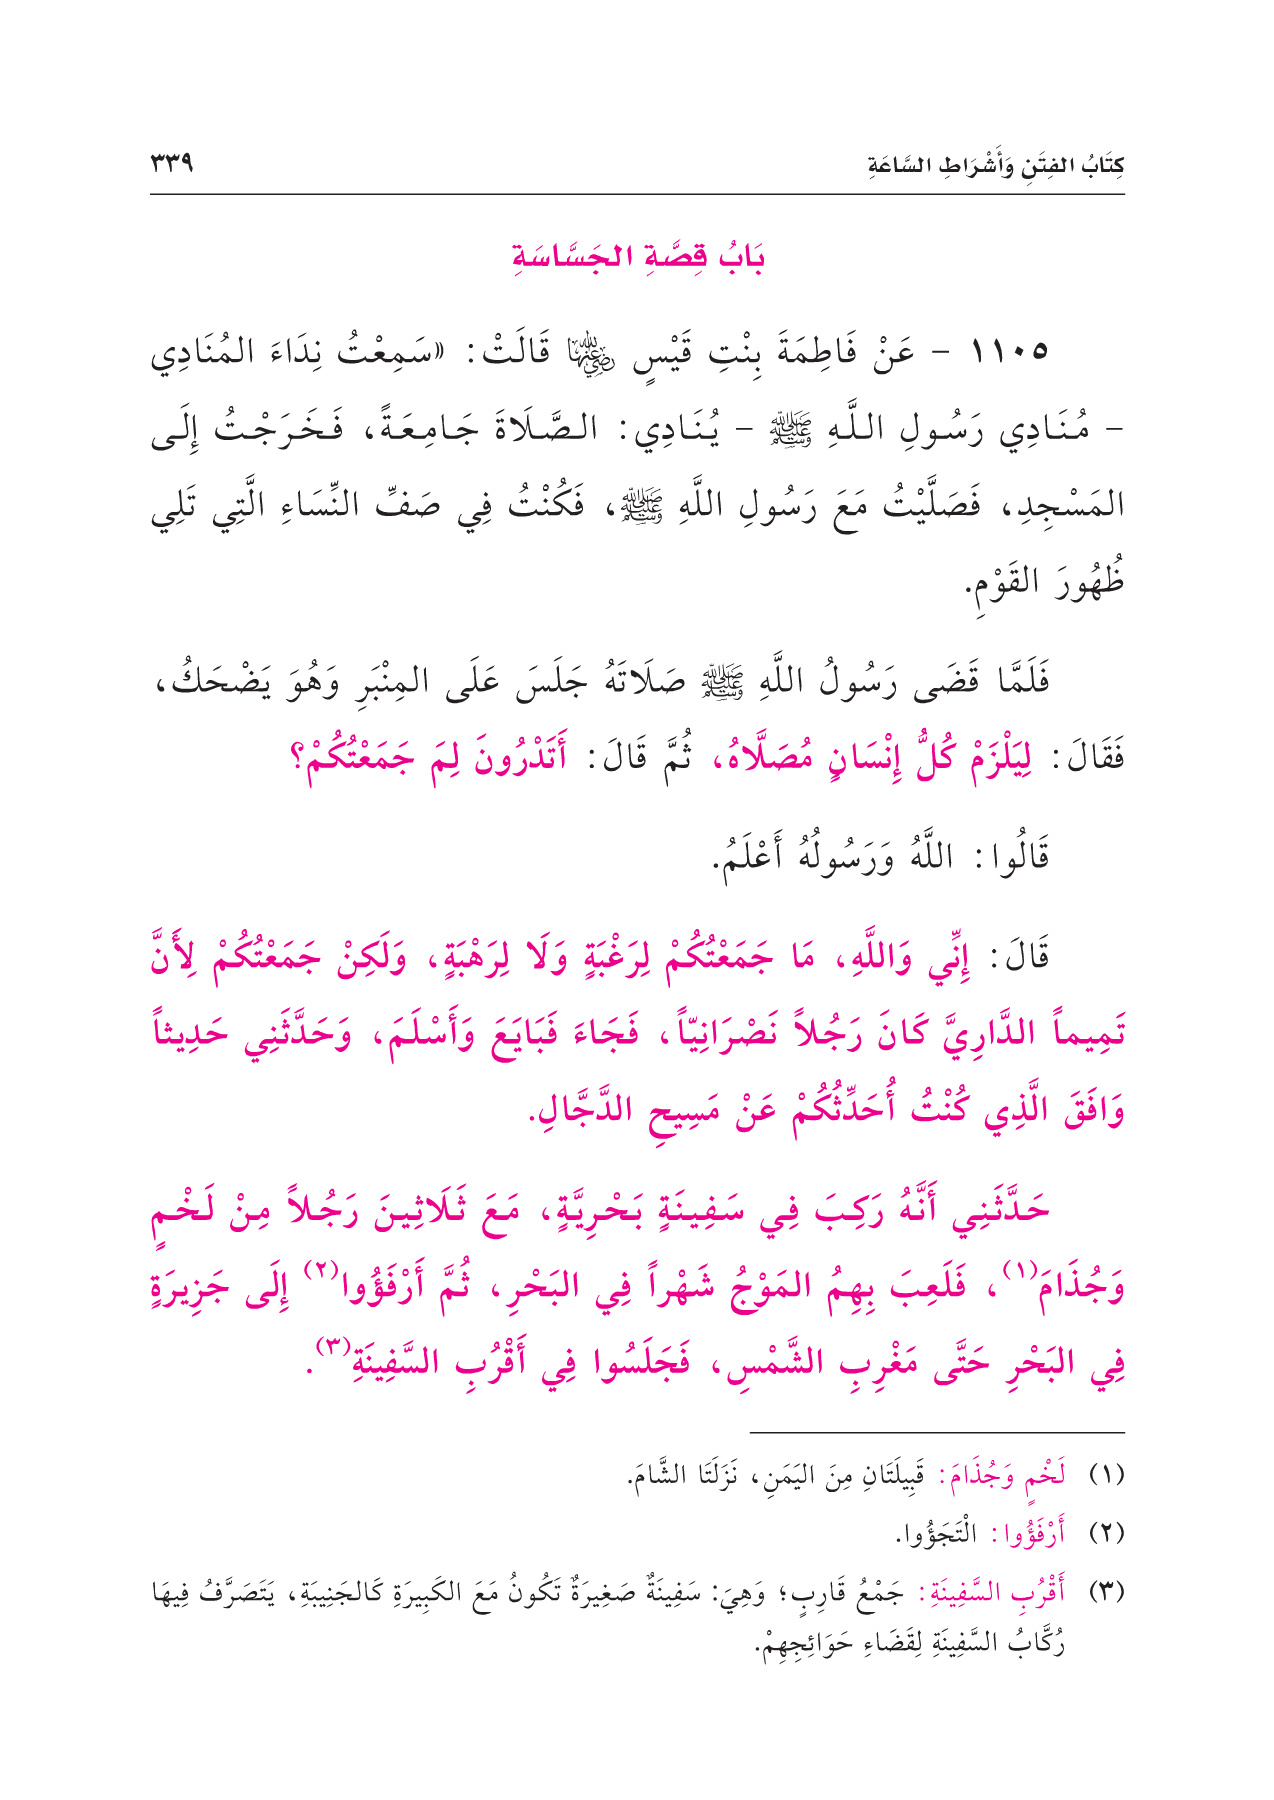 كِتَابُ الفِتَنِ وَأَشْرَاطِ السَّاعَةِ ٣٣٩
بَابُ قِصَّةِ الجَسَّاسَةِ
١١٠٥ - عَنْ فَاطِمَةَ بِنْتِ قَيْسٍ رضي الله عنها قَالَتْ: «سَمِعْتُ نِدَاءَ المُنَادِي
- مُنَادِي رَسُولِ اللَّهِ ﷺ - يُنَادِي: الصَّلَاةَ جَامِعَةً، فَخَرَجْتُ إِلَى
المَسْجِدِ، فَصَلَّيْتُ مَعَ رَسُولِ اللَّهِ ﷺ، فَكُنْتُ فِي صَفِّ النِّسَاءِ الَّتِي تَلِي
ظُهُورَ القَوْمِ.
فَلَمَّا قَضَى رَسُولُ اللَّهِ ﷺ صَلَاتَهُ جَلَسَ عَلَى المِنْبَرِ وَهُوَ يَضْحَكُ،
فَقَالَ: لِيَلْزَمْ كُلُّ إِنْسَانٍ مُصَلَّاهُ، ثُمَّ قَالَ: أَتَدْرُونَ لِمَ جَمَعْتُكُمْ؟
قَالُوا: اللَّهُ وَرَسُولُهُ أَعْلَمُ.
قَالَ: إِنِّي وَاللَّهِ، مَا جَمَعْتُكُمْ لِرَغْبَةٍ وَلَا لِرَهْبَةٍ، وَلَكِنْ جَمَعْتُكُمْ لِأَنَّ
تَمِيماً الدَّارِيَّ كَانَ رَجُلاً نَصْرَانِيّاً، فَجَاءَ فَبَايَعَ وَأَسْلَمَ، وَحَدَّثَنِي حَدِيثاً
وَافَقَ الَّذِي كُنْتُ أُحَدِّثُكُمْ عَنْ مَسِيحِ الدَّجَّالِ.
حَدَّثَنِي أَنَّهُ رَكِبَ فِي سَفِينَةٍ بَحْرِيَّةٍ، مَعَ ثَلَاثِينَ رَجُلاً مِنْ لَخْمٍ
وَجُذَامَ(١)، فَلَعِبَ بِهِمُ المَوْجُ شَهْراً فِي البَحْرِ، ثُمَّ أَرْفَؤُوا(٢) إِلَى جَزِيرَةٍ
فِي البَحْرِ حَتَّى مَغْرِبِ الشَّمْسِ، فَجَلَسُوا فِي أَقْرُبِ السَّفِينَةِ(٣).
(١) لَخْمٍ وَجُذَامَ: قَبِيلَتَانِ مِنَ اليَمَنِ، نَزَلَتَا الشَّامَ.
(٢) أَرْفَؤُوا: الْتَجَؤُوا.
(٣) أَقْرُبِ السَّفِينَةِ: جَمْعُ قَارِبٍ؛ وَهِيَ: سَفِينَةٌ صَغِيرَةٌ تَكُونُ مَعَ الكَبِيرَةِ كَالجَنِيبَةِ، يَتَصَرَّفُ فِيهَا
رُكَّابُ السَّفِينَةِ لِقَضَاءِ حَوَائِجِهِمْ.